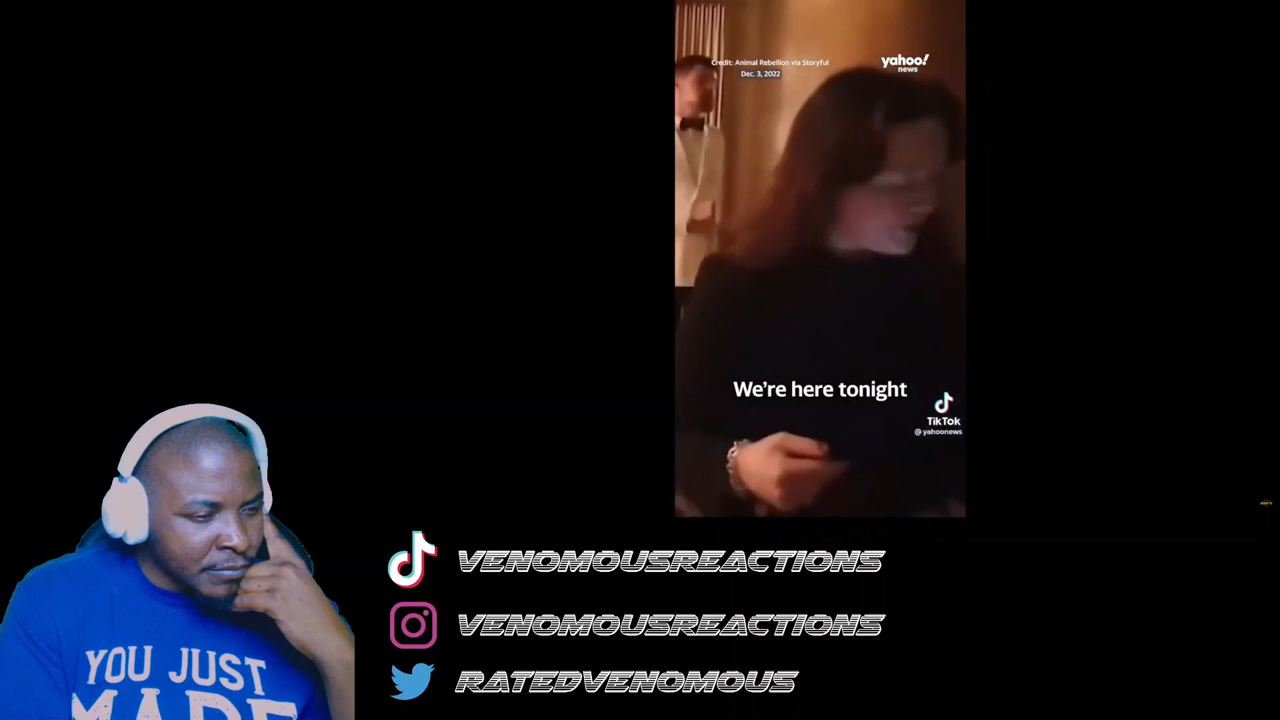 Credit: Animal Rebellion via Storyful
Dec. 3, 2022
yahoo!
news
We're here tonight
TikTok
@yahoonews
VENOMOUSREACTIONS
VENOMOUSREACTIONS
RATEDVENOMOUS
YOU JUST
MADE